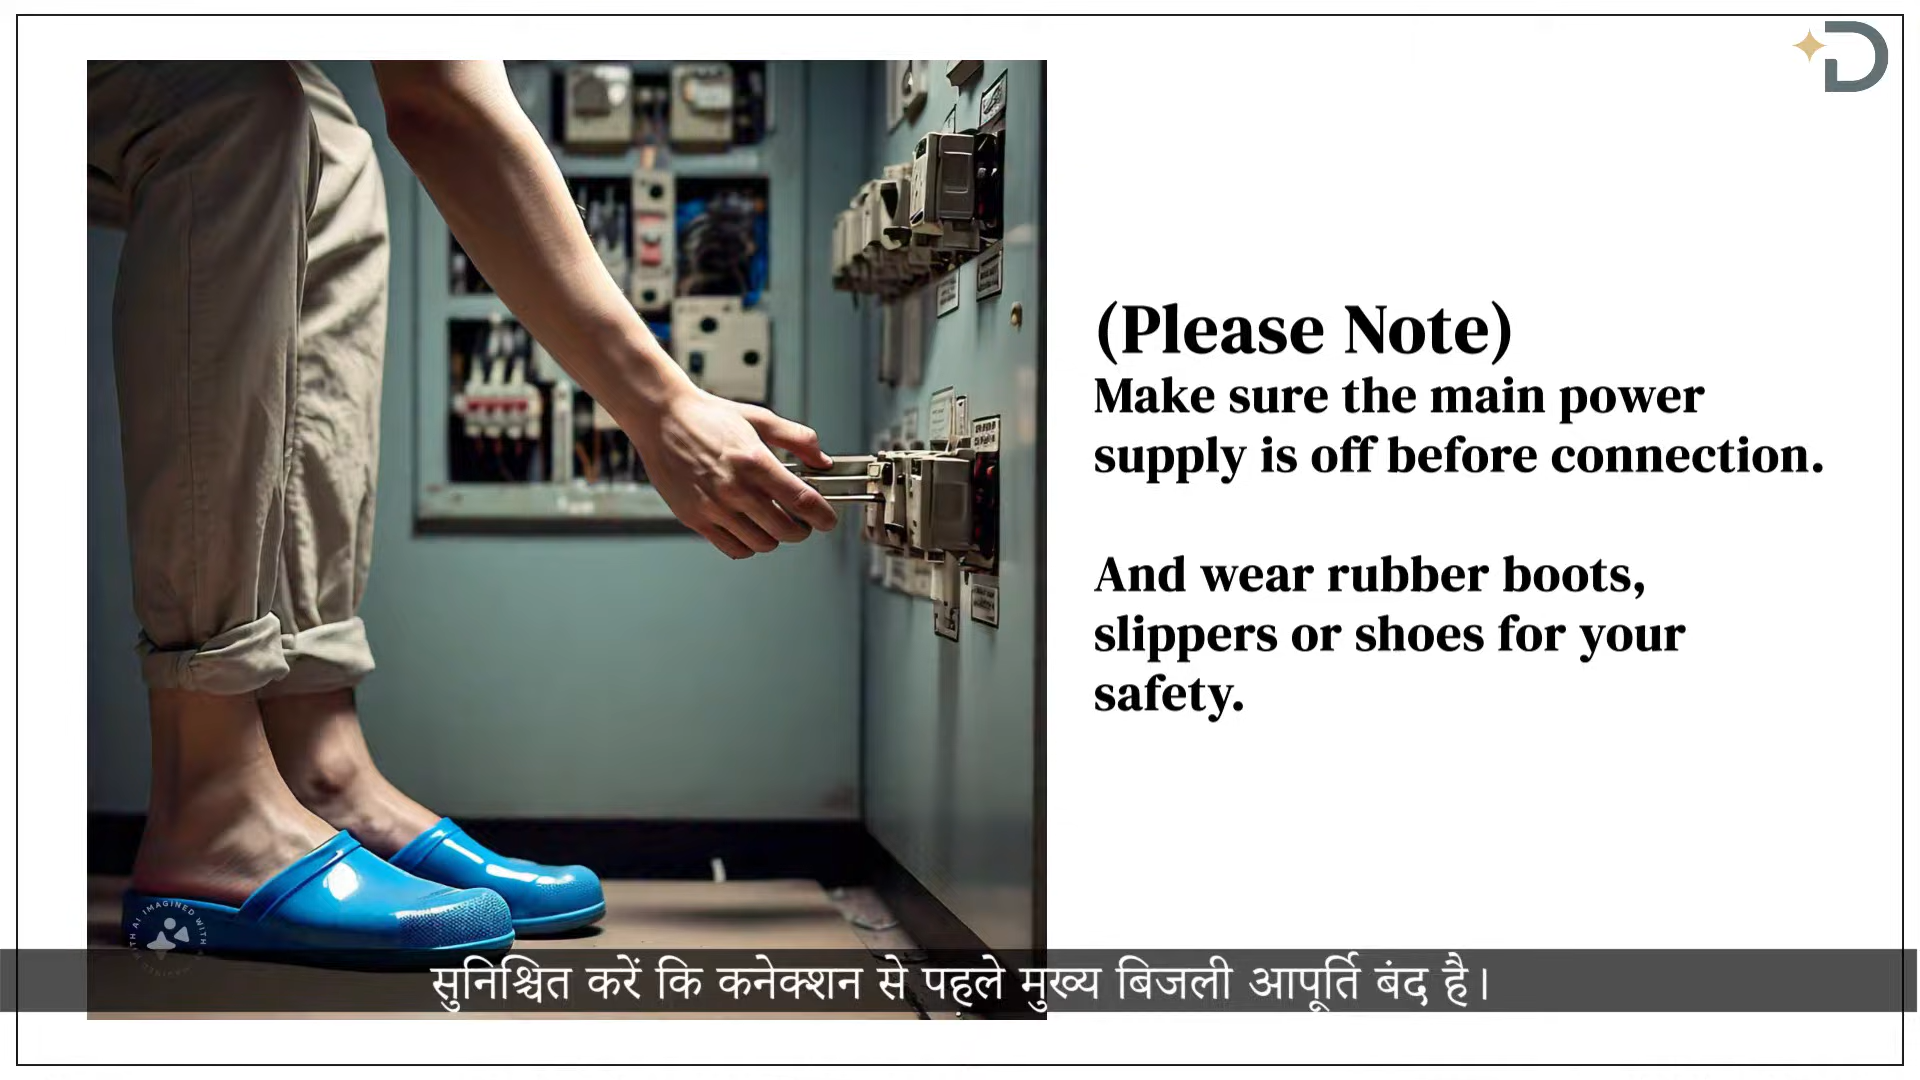 (Please Note)
Make sure the main power
supply is off before connection.
And wear rubber boots,
slippers or shoes for your
safety.
सुनिश्चित करें कि कनेक्शन से पहले मुख्य बिजली आपूर्ति बंद है।